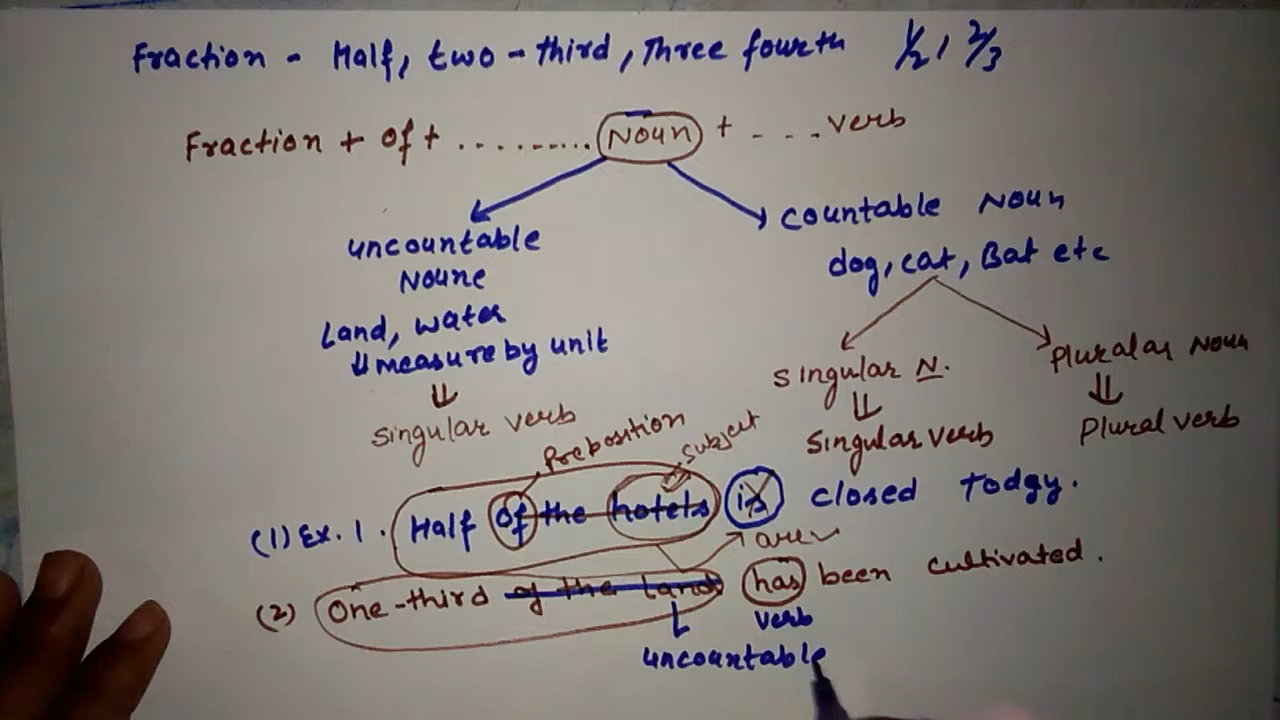 Fraction - Half, two-third, Three fourth 1/2, 2/3
Fraction + of + .......... Noun + - - - - verb
uncountable
Noune
Land, water
⇓ measure by unit
⇓
singular verb
countable Noun
dog, cat, Bat etc
singular N.
⇓
Singular verb
Pluralar Noun
⇓
Plural verb
Preposition
subject
(1) Ex. 1. Half of the hotels is closed Today.
are
(2) One-third of the land has been cultivated.
verb
uncountable